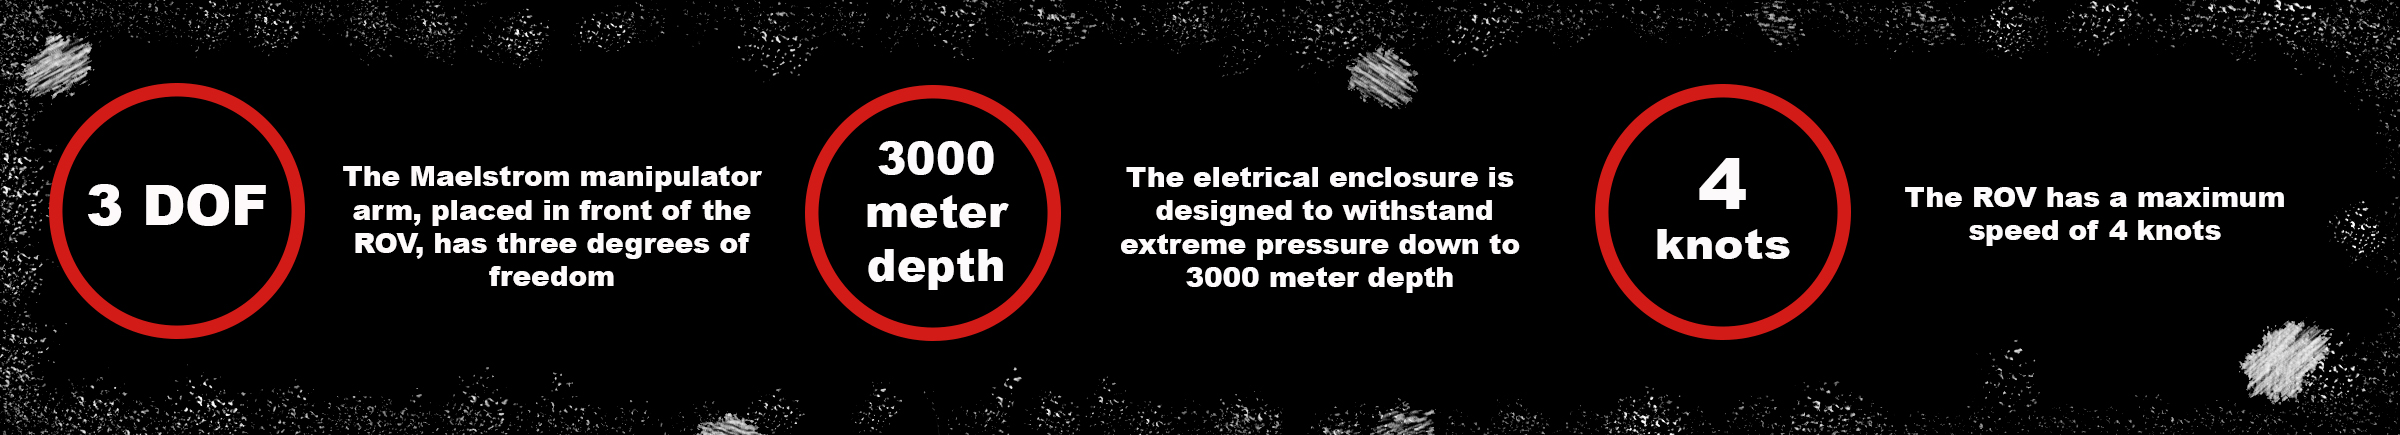 3 DOF
The Maelstrom manipulator
arm, placed in front of the
ROV, has three degrees of
freedom
3000
meter
depth
The eletrical enclosure is
designed to withstand
extreme pressure down to
3000 meter depth
4
knots
The ROV has a maximum
speed of 4 knots